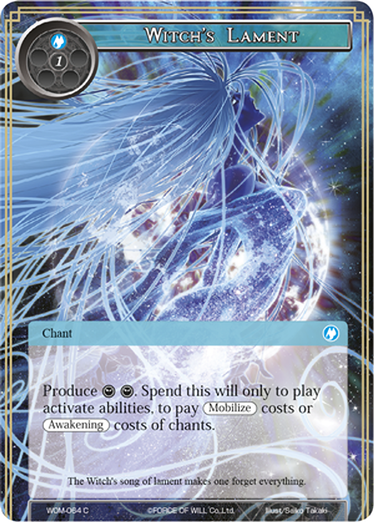 Witch's Lament
1
Chant
Produce . Spend this will only to play
activate abilities, to pay Mobilize costs or
Awakening costs of chants.
The Witch's song of lament makes one forget everything.
WOM-064 C ©FORCE OF WILL Co.,Ltd. Illust/Seiko Takaki